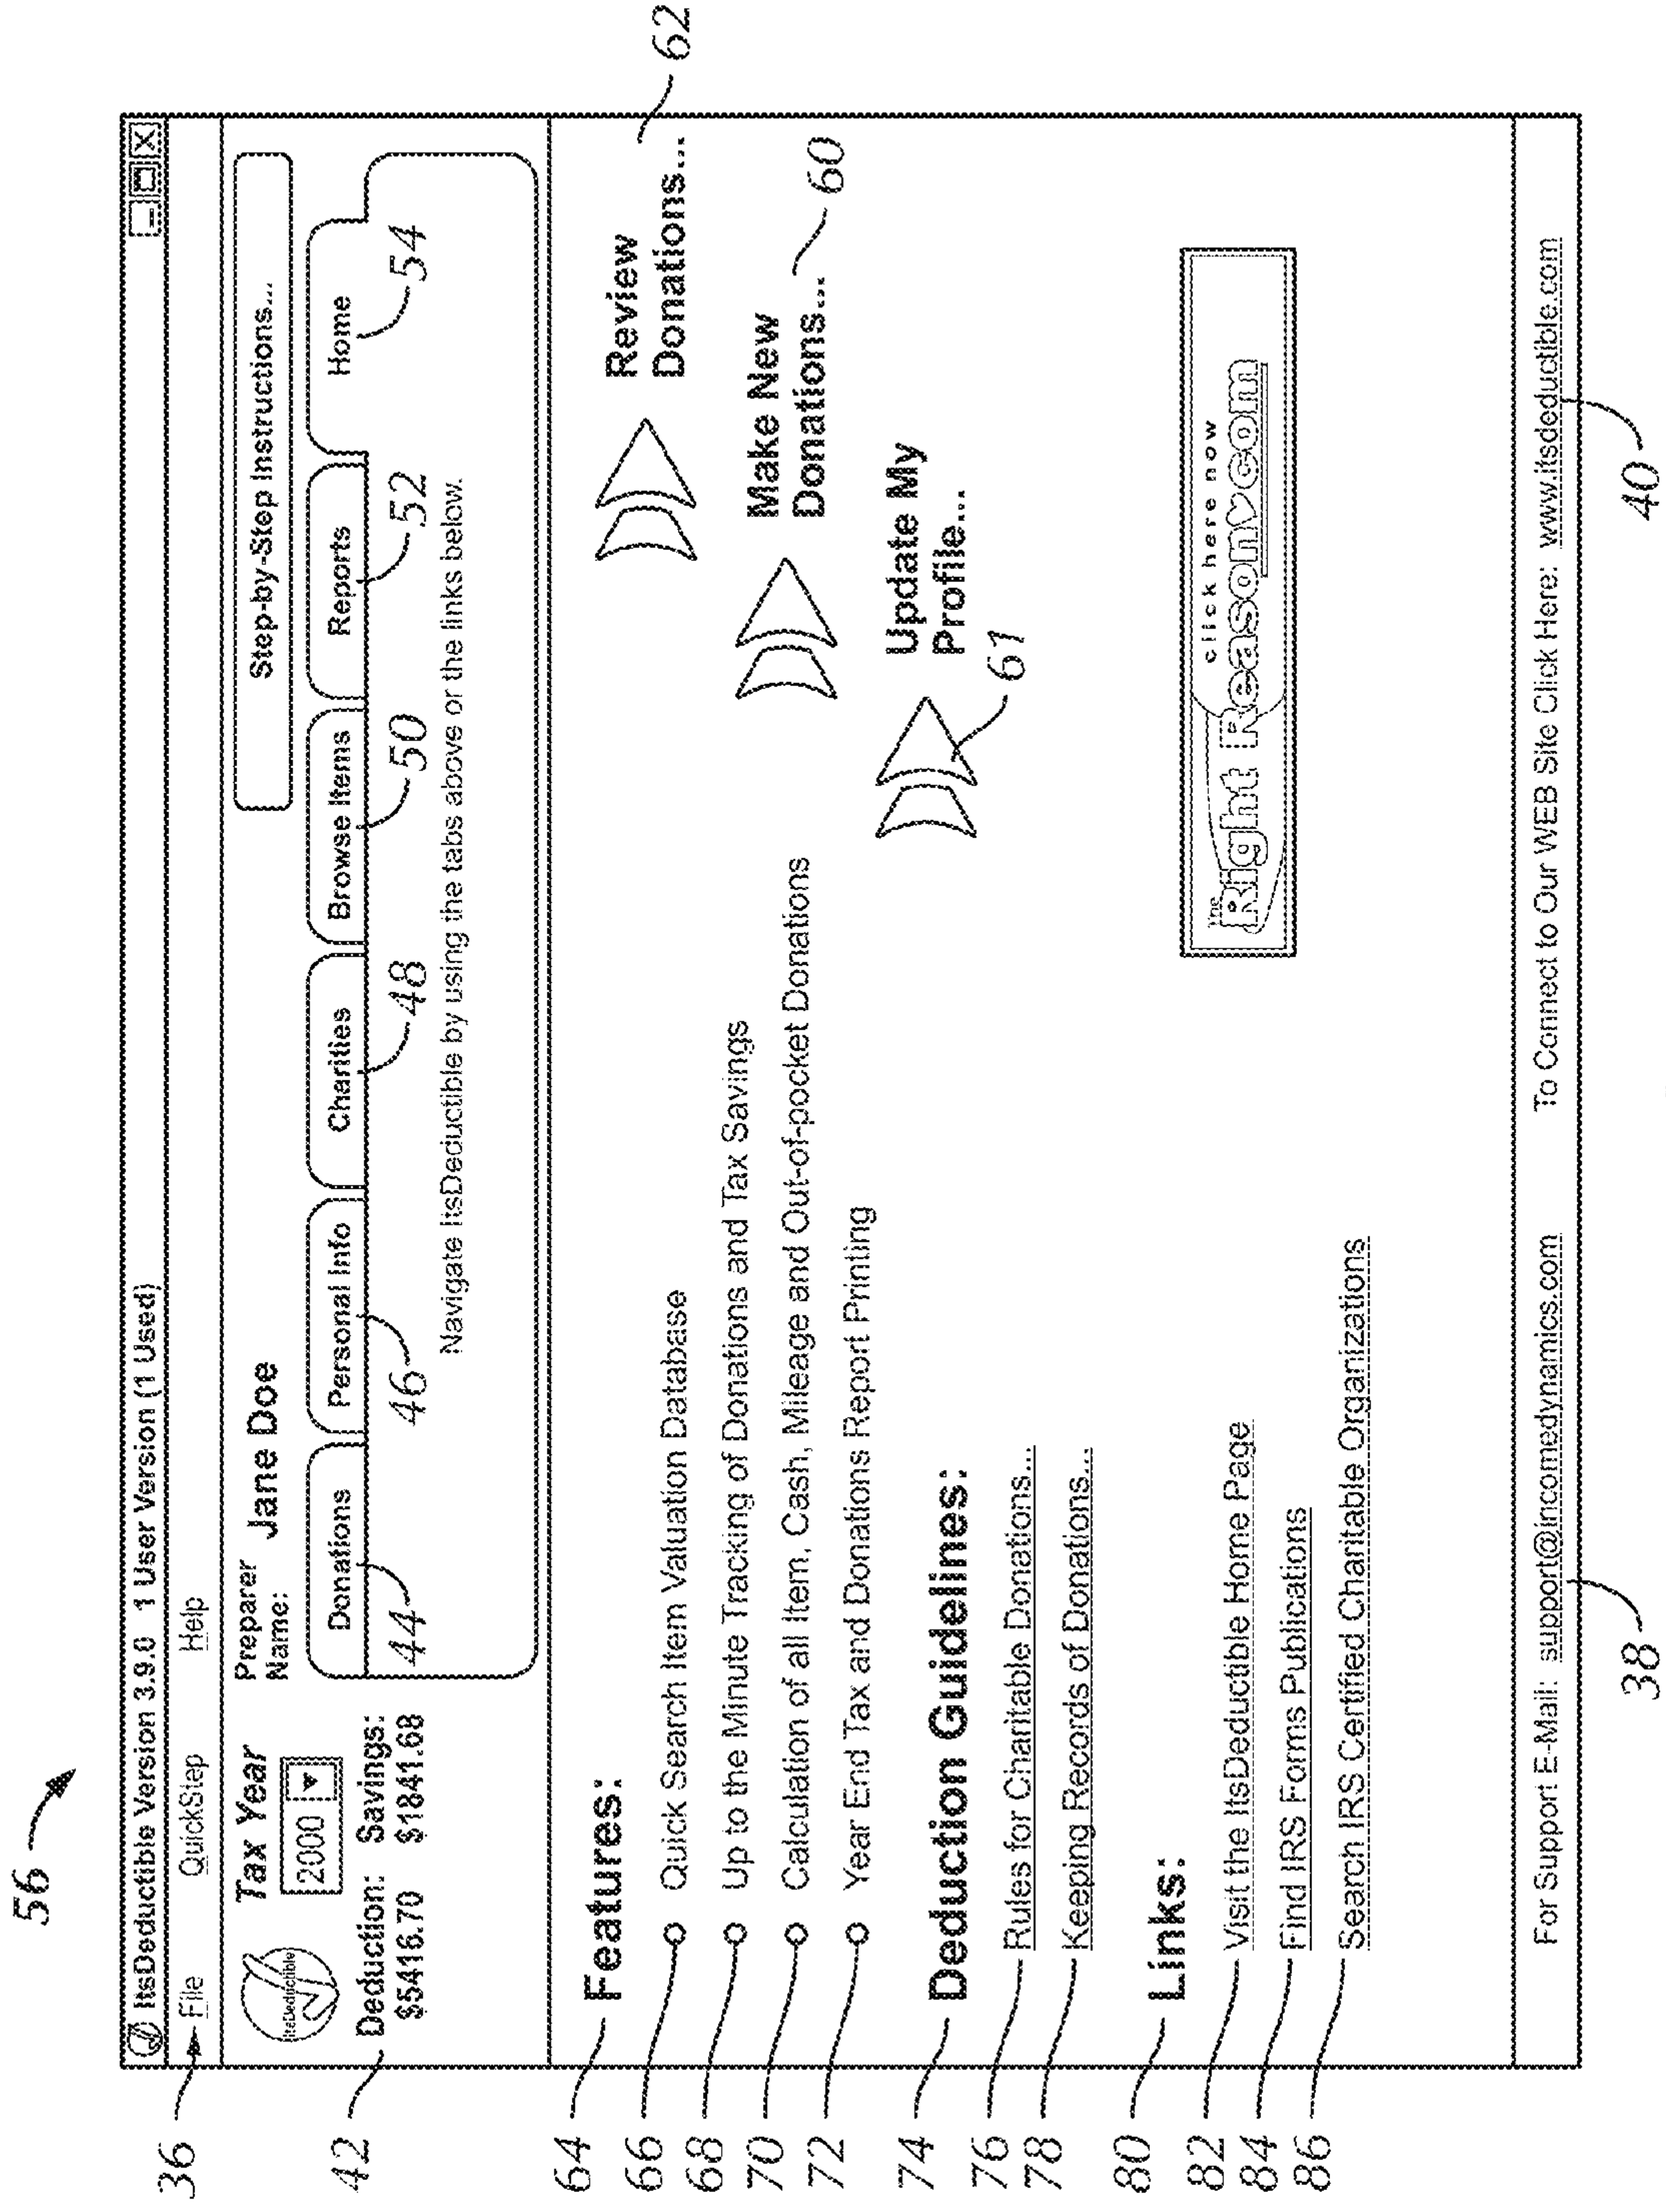 56
ItsDeductible Version 3.9.0 1 User Version (1 Used)
36
File QuickStep Help
ItsDeductible
Tax Year
2000
Preparer Name: Jane Doe
Step-by-Step Instructions...
42
Deduction: Savings:
$5416.70 $1841.68
Donations Personal Info Charities Browse Items Reports Home
44 46 48 50 52 54
Navigate ItsDeductible by using the tabs above or the links below.
64
Features:
66
Quick Search Item Valuation Database
68
Up to the Minute Tracking of Donations and Tax Savings
70
Calculation of all Item, Cash, Mileage and Out-of-pocket Donations
72
Year End Tax and Donations Report Printing
Review
Donations...
62
Make New
Donations...
60
Update My
Profile...
61
74
Deduction Guidelines:
76
Rules for Charitable Donations...
78
Keeping Records of Donations...
80
Links:
82
Visit the ItsDeductible Home Page
84
Find IRS Forms Publications
86
Search IRS Certified Charitable Organizations
click here now
The
Right Reason.com
For Support E-Mail: support@incomedynamics.com To Connect to Our WEB Site Click Here: www.itsdeductible.com
38 40